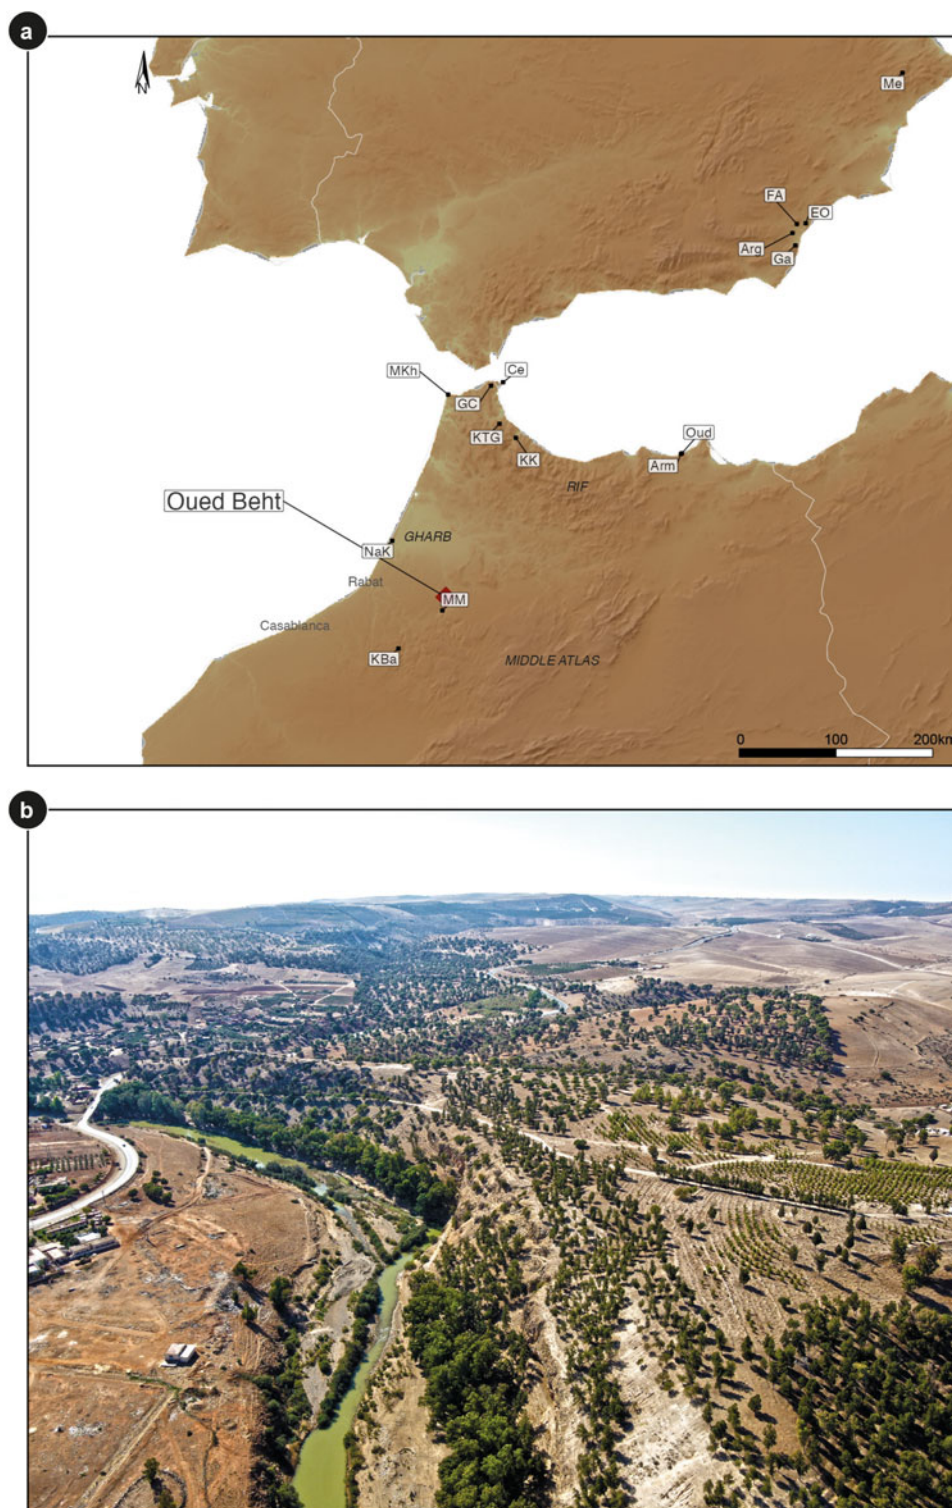 a
N
Me
FA
EO
Arg
Ga
MKh
Ce
GC
KTG
KK
Oud
Arm
RIF
Oued Beht
GHARB
NaK
Rabat
MM
Casablanca
KBa
MIDDLE ATLAS
0 100 200km
b